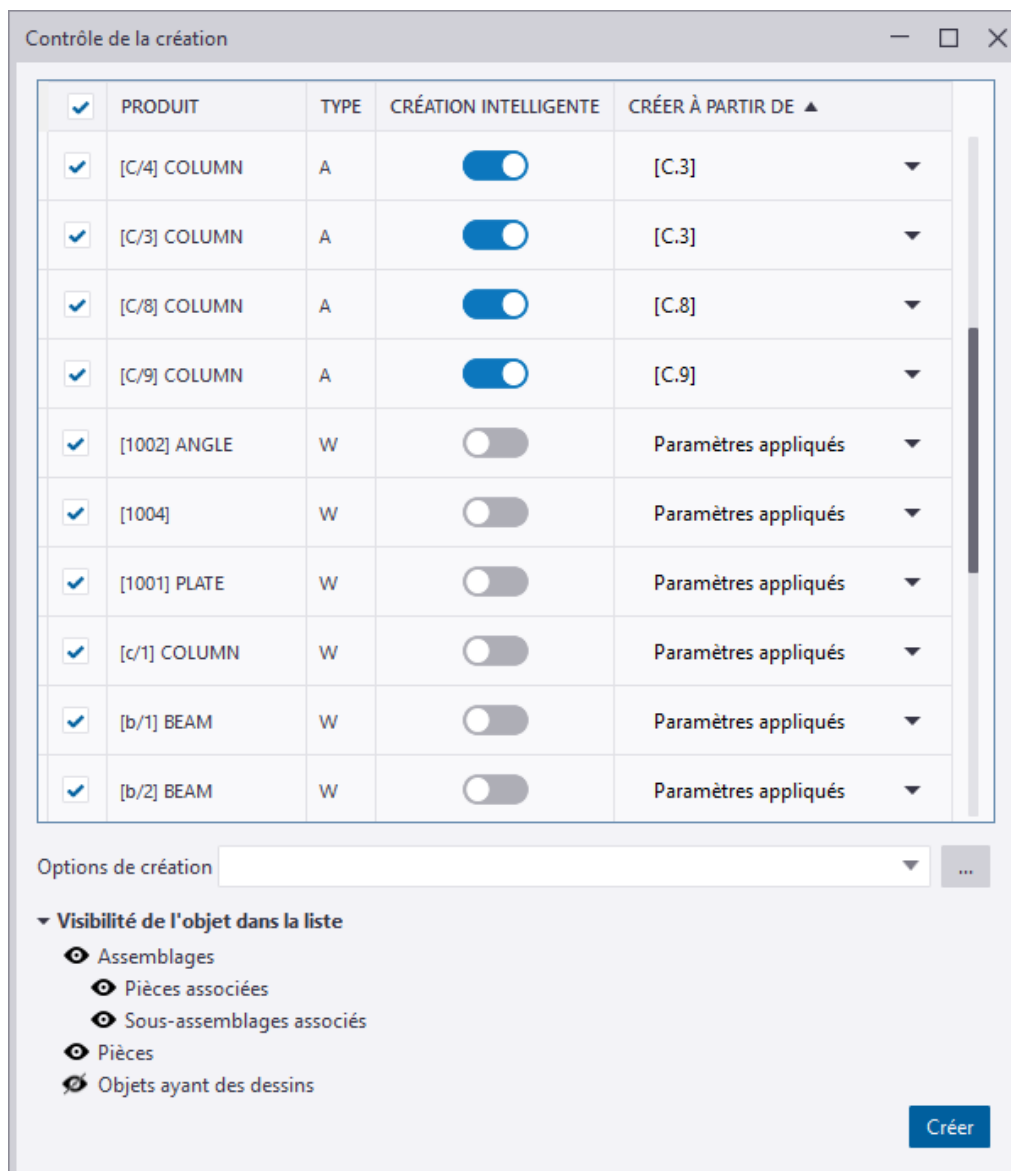 Contrôle de la création
PRODUIT TYPE CRÉATION INTELLIGENTE CRÉER À PARTIR DE ▲
[C/4] COLUMN A [C.3]
[C/3] COLUMN A [C.3]
[C/8] COLUMN A [C.8]
[C/9] COLUMN A [C.9]
[1002] ANGLE W Paramètres appliqués
[1004] W Paramètres appliqués
[1001] PLATE W Paramètres appliqués
[c/1] COLUMN W Paramètres appliqués
[b/1] BEAM W Paramètres appliqués
[b/2] BEAM W Paramètres appliqués
Options de création ...
Visibilité de l'objet dans la liste
Assemblages
Pièces associées
Sous-assemblages associés
Pièces
Objets ayant des dessins
Créer